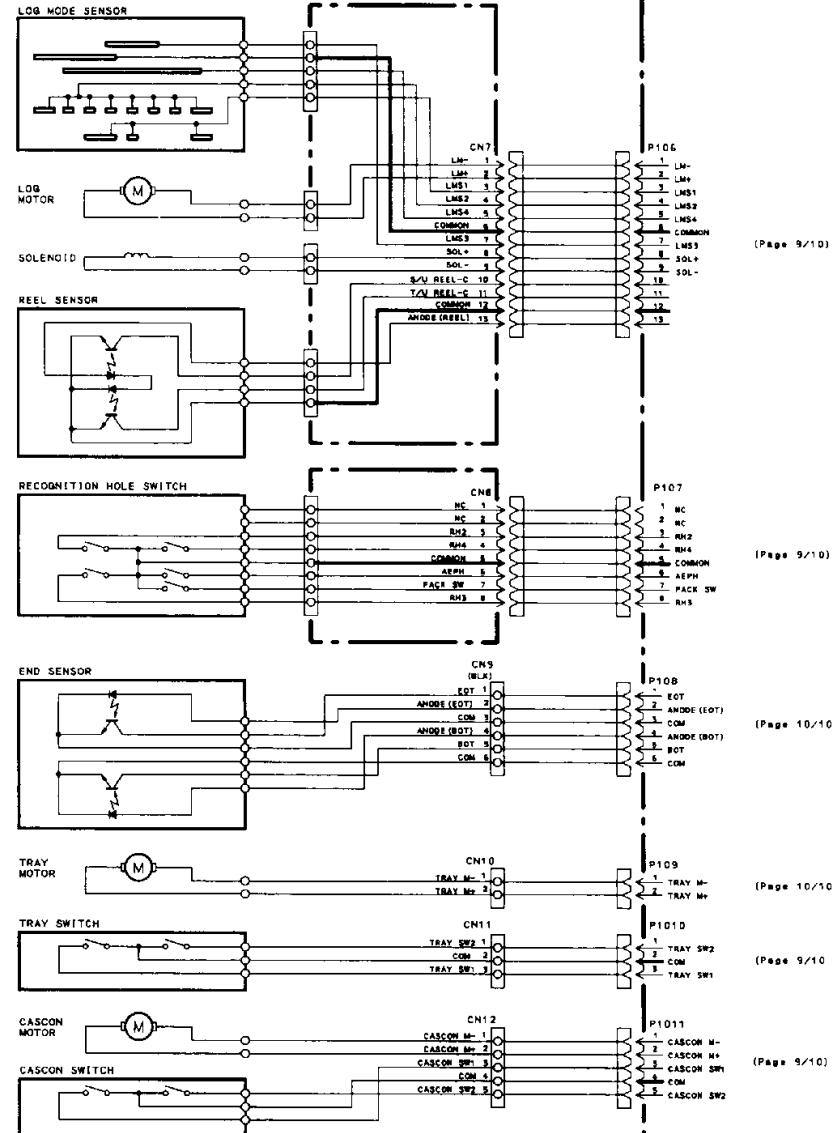 LOG MODE SENSOR
CN7
P106
LM- 1
LM+ 2
LMS1 3
LMS2 4
LMS4 5
COMMON 6
LMS3 7
SOL+ 8
SOL- 9
S/U REEL-C 10
T/U REEL-C 11
COMMON 12
ANODE (REEL) 13
1 LM-
2 LM+
3 LMS1
4 LMS2
5 LMS4
6 COMMON
7 LMS3
8 SOL+
9 SOL-
10
11
12
13
(Page 9/10)
LOG
MOTOR
M
SOLENOID
REEL SENSOR
RECOGNITION HOLE SWITCH
CN8
P107
NC 1
NC 2
RH2 3
RH4 4
COMMON 5
AEPH 6
PACK SW 7
RH3 8
1 NC
2 NC
3 RH2
4 RH4
5 COMMON
6 AEPH
7 PACK SW
8 RH3
(Page 9/10)
END SENSOR
CN9
(BLK)
P108
EOT 1
ANODE (EOT) 2
COM 3
ANODE (BOT) 4
BOT 5
COM 6
1 EOT
2 ANODE (EOT)
3 COM
4 ANODE (BOT)
5 BOT
6 COM
(Page 10/10
TRAY
MOTOR
M
CN10
P109
TRAY M- 1
TRAY M+ 2
1 TRAY M-
2 TRAY M+
(Page 10/10
TRAY SWITCH
CN11
P1010
TRAY SW2 1
COM 2
TRAY SW1 3
1 TRAY SW2
2 COM
3 TRAY SW1
(Page 9/10
CASCON
MOTOR
M
CN12
P1011
CASCON M- 1
CASCON M+ 2
CASCON SW1 3
COM 4
CASCON SW2 5
1 CASCON M-
2 CASCON M+
3 CASCON SW1
4 COM
5 CASCON SW2
(Page 9/10)
CASCON SWITCH